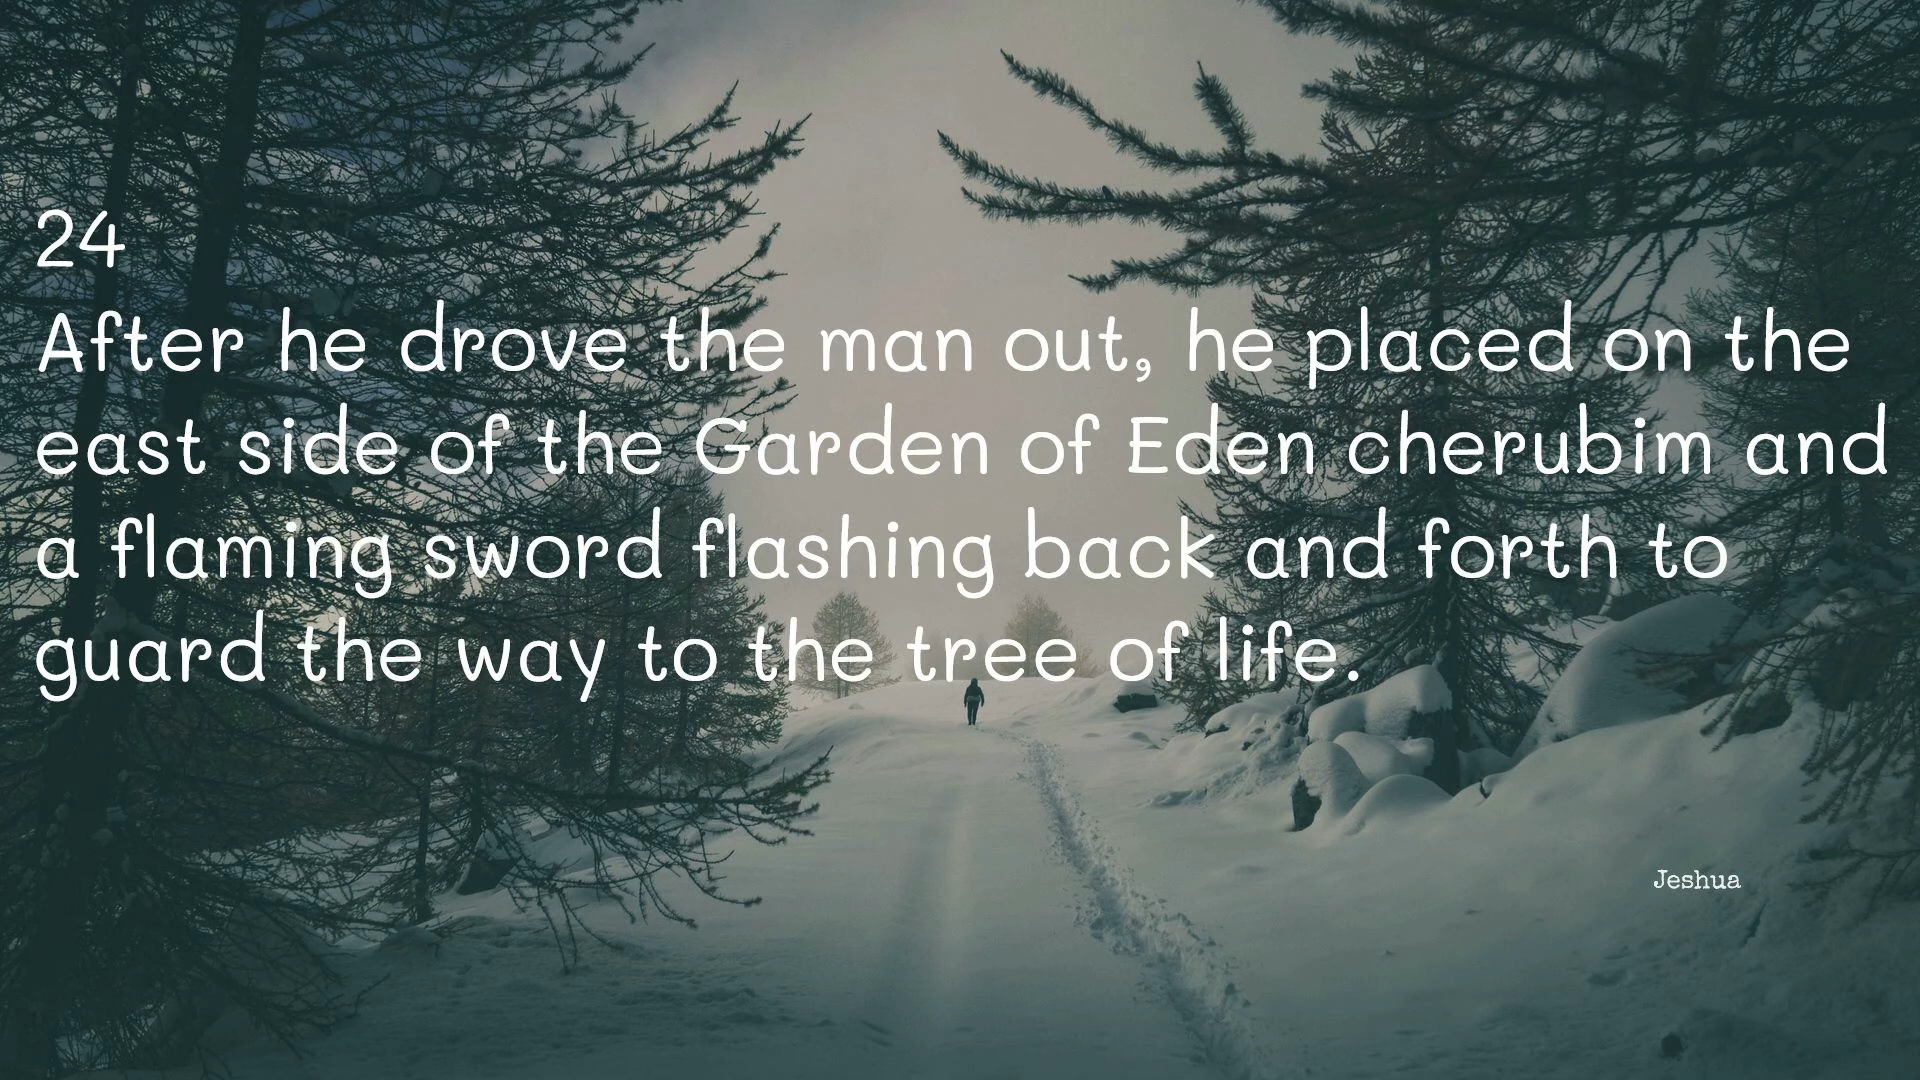 24
After he drove the man out, he placed on the
east side of the Garden of Eden cherubim and
a flaming sword flashing back and forth to
guard the way to the tree of life.
Jeshua